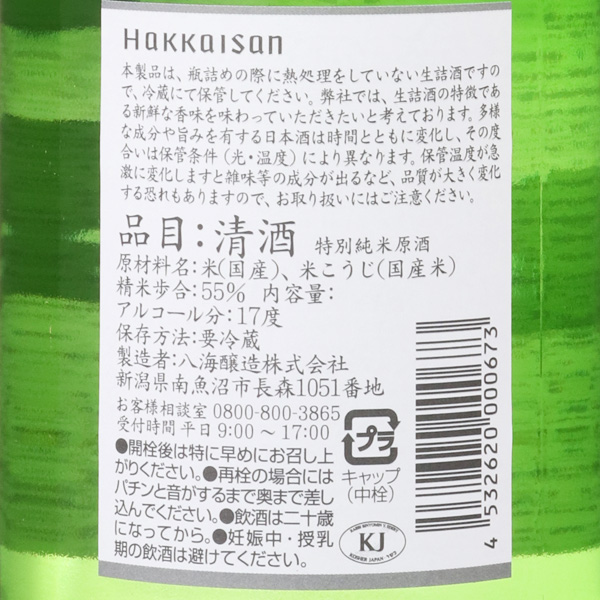 Hakkaisan
本製品は、瓶詰めの際に熱処理をしていない生詰酒ですの
で、冷蔵にて保管してください。弊社では、生詰酒の特徴であ
る新鮮な香味を味わっていただきたいと考えております。多様
な成分や旨みを有する日本酒は時間とともに変化し、その度
合いは保管条件（光・温度）により異なります。保管温度が急
激に変化しますと雑味等の成分が出るなど、品質が大きく変化
する恐れもありますので、お取り扱いにはご注意ください。
品目：清酒 特別純米原酒
原材料名：米（国産）、米こうじ（国産米）
精米歩合：55% 内容量：
アルコール分：17度
保存方法：要冷蔵
製造者：八海醸造株式会社
新潟県南魚沼市長森1051番地
お客様相談室 0800-800-3865
受付時間 平日 9:00～17:00
●開栓後は特に早めにお召し上
がりください。●再栓の場合には
パチンと音がするまで奥まで差し
込んでください。●飲酒は二十歳
になってから。●妊娠中・授乳
期の飲酒は避けてください。
プラ
キャップ
（中栓）
KJ
KOSHER JAPAN
4 532620 000673